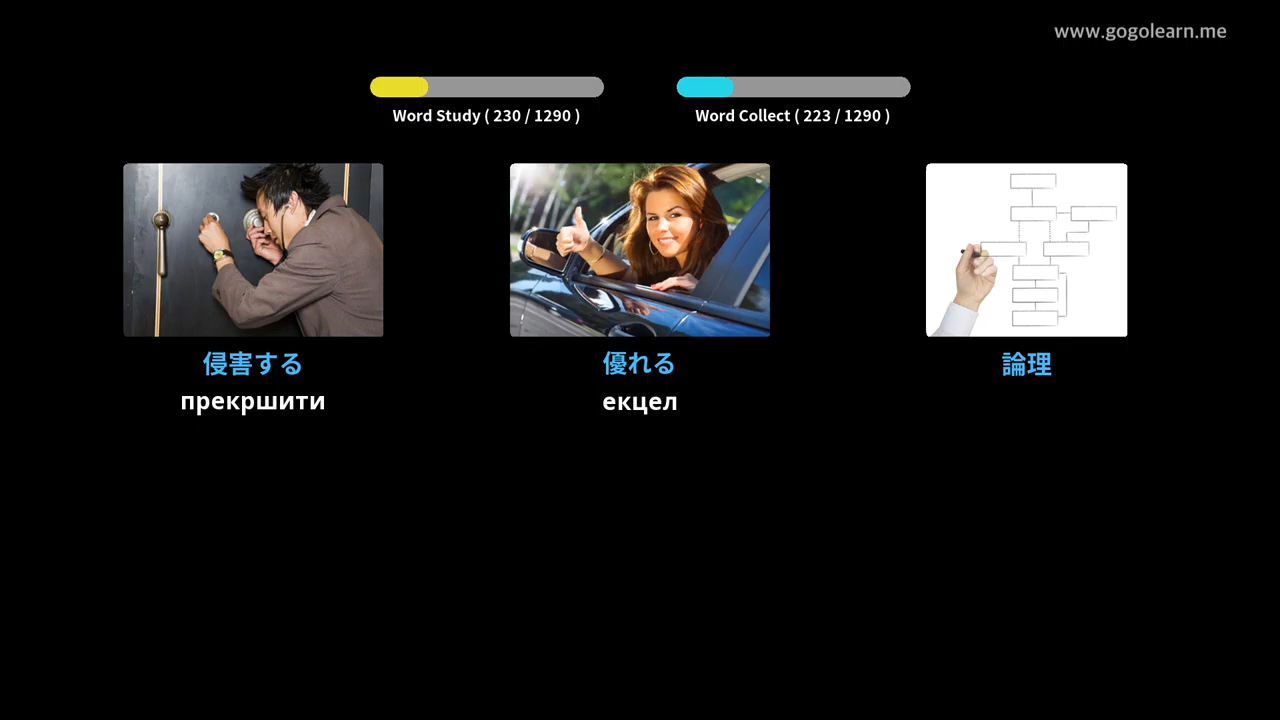 www.gogolearn.me
Word Study ( 230 / 1290 )
Word Collect ( 223 / 1290 )
侵害する
優れる
論理
прекршити
екцел